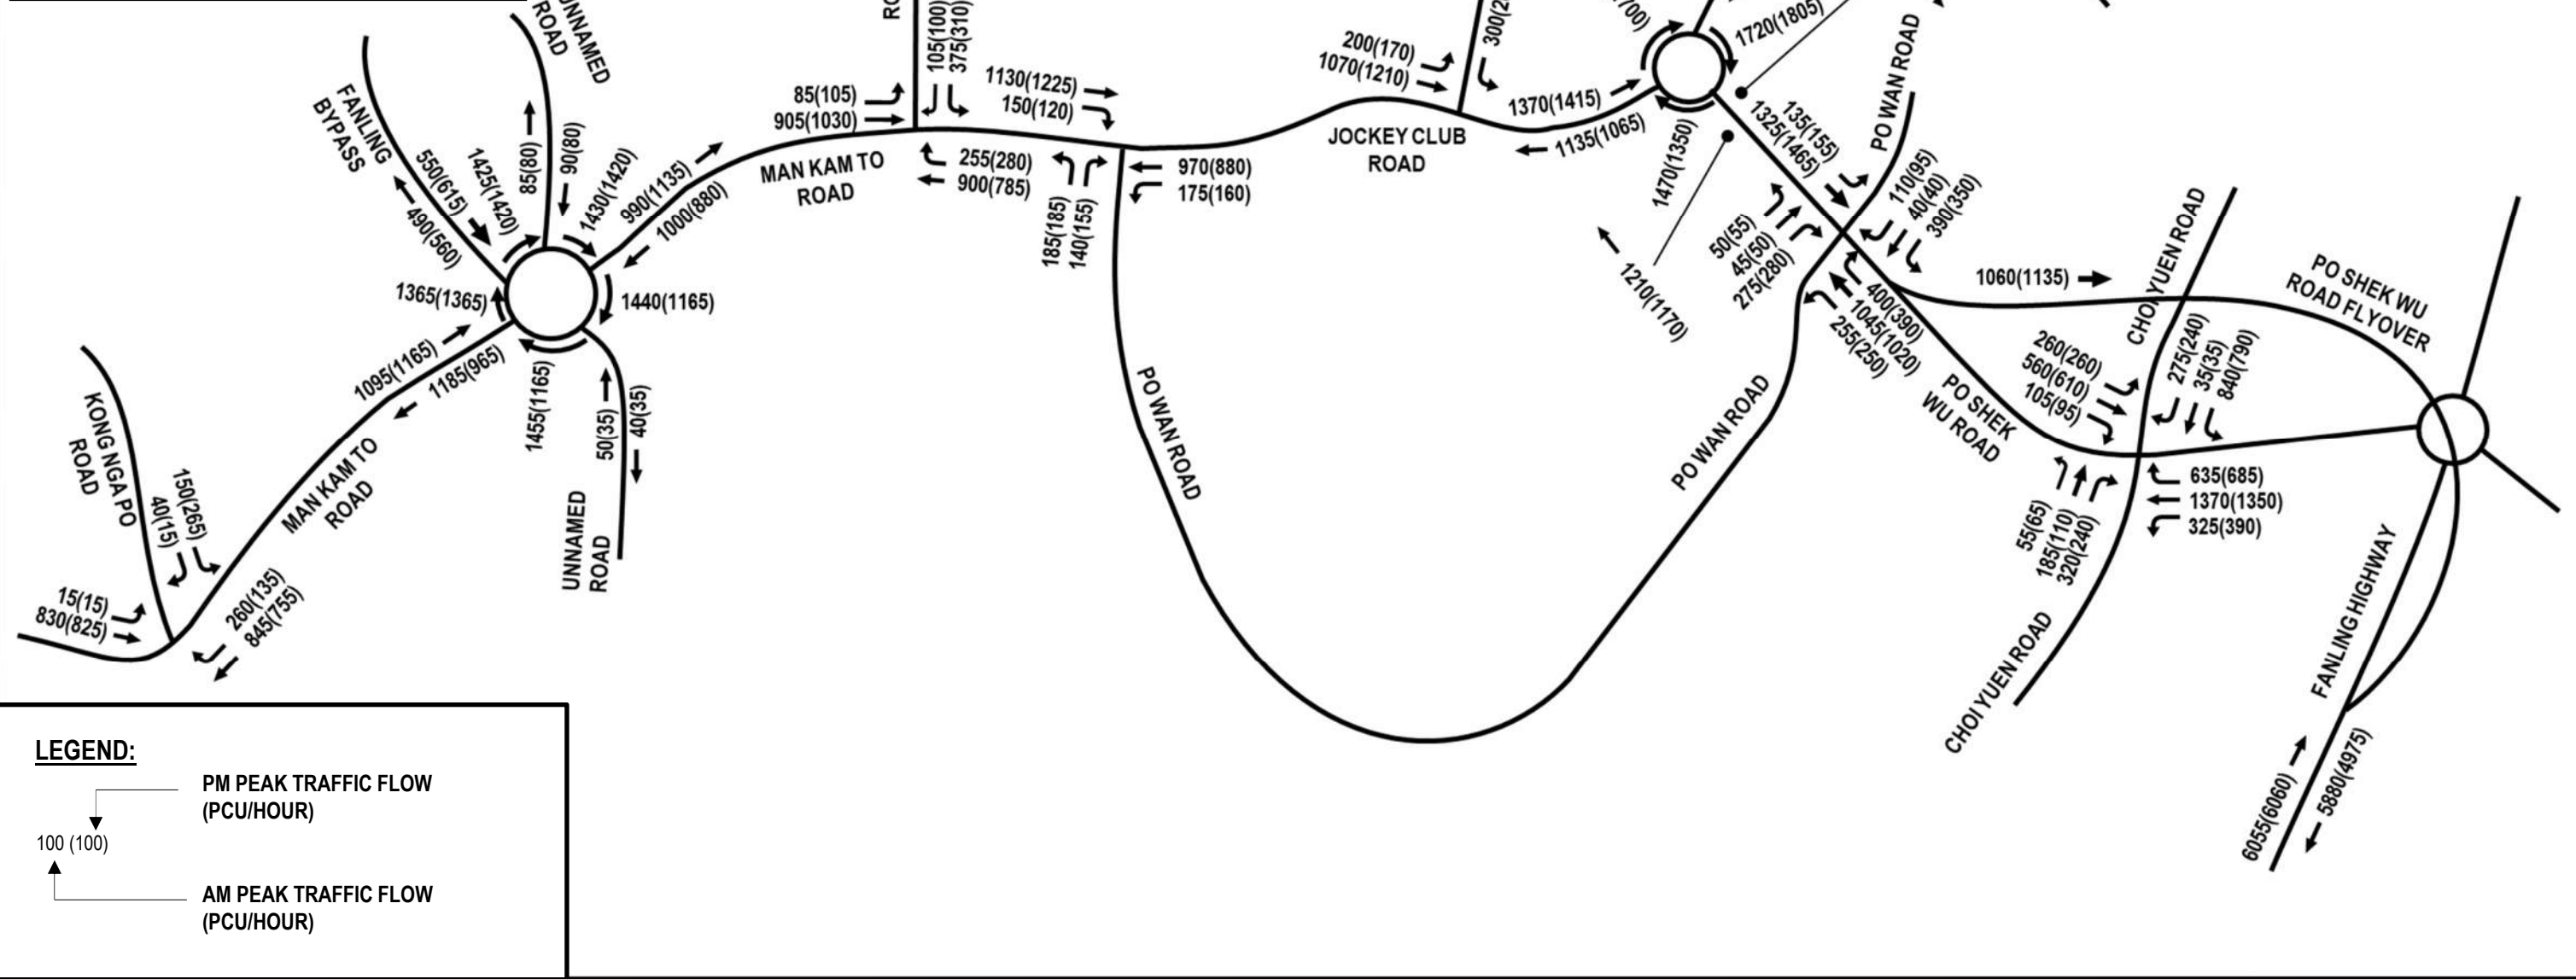 UNNAMED
ROAD
FANLING
BYPASS
550(615)
490(560)
1425(1420)
85(80)
90(80)
1430(1420)
990(1135)
1000(880)
1365(1365)
1440(1165)
1095(1165)
1185(965)
1455(1165)
50(35)
40(35)
UNNAMED
ROAD
KONG NGA PO
ROAD
150(265)
40(15)
MAN KAM TO
ROAD
15(15)
830(825)
260(135)
845(755)
85(105)
905(1030)
105(100)
375(310)
1130(1225)
150(120)
MAN KAM TO
ROAD
255(280)
900(785)
185(185)
140(155)
970(880)
175(160)
PO WAN ROAD
200(170)
1070(1210)
JOCKEY CLUB
ROAD
1370(1415)
1135(1065)
1720(1805)
1470(1350)
1210(1170)
135(155)
1325(1465)
PO WAN ROAD
110(95)
40(40)
390(350)
50(55)
45(50)
275(280)
400(390)
1045(1020)
255(250)
PO WAN ROAD
1060(1135)
PO SHEK WU
ROAD FLYOVER
CHOI YUEN ROAD
PO SHEK
WU ROAD
260(260)
560(610)
105(95)
275(240)
35(35)
840(790)
55(65)
185(110)
320(240)
635(685)
1370(1350)
325(390)
CHOI YUEN ROAD
FANLING HIGHWAY
6055(6060)
5880(4975)
LEGEND:
PM PEAK TRAFFIC FLOW
(PCU/HOUR)
100 (100)
AM PEAK TRAFFIC FLOW
(PCU/HOUR)